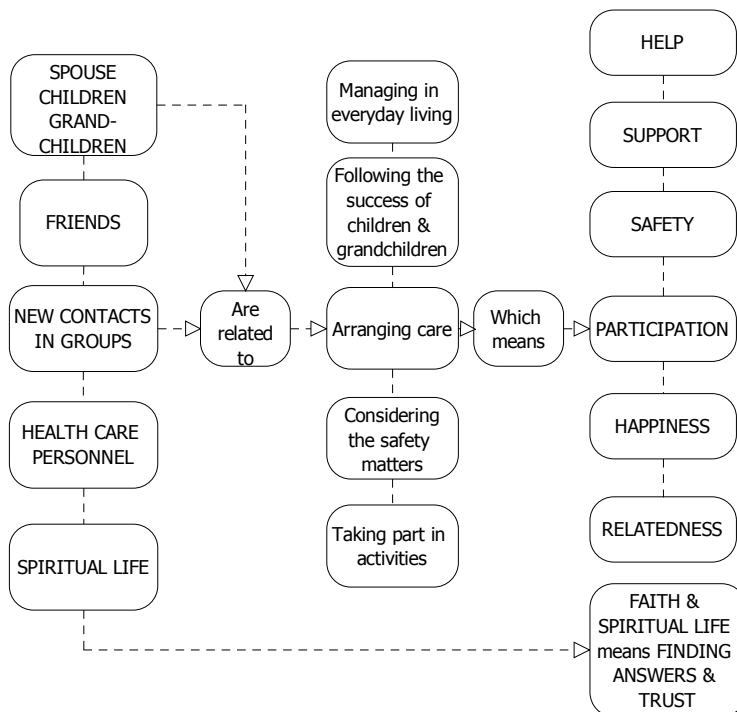 SPOUSE
CHILDREN
GRAND-
CHILDREN
FRIENDS
NEW CONTACTS
IN GROUPS
HEALTH CARE
PERSONNEL
SPIRITUAL LIFE
Are
related
to
Managing in
everyday living
Following the
success of
children &
grandchildren
Arranging care
Considering
the safety
matters
Taking part in
activities
Which
means
HELP
SUPPORT
SAFETY
PARTICIPATION
HAPPINESS
RELATEDNESS
FAITH &
SPIRITUAL LIFE
means FINDING
ANSWERS &
TRUST